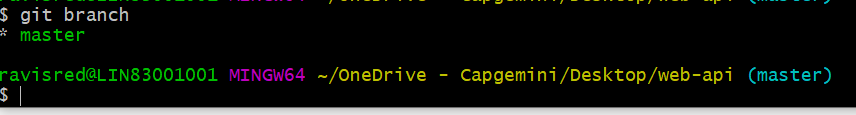 $ git branch
* master
ravisred@LIN83001001 MINGW64 ~/OneDrive - Capgemini/Desktop/web-api (master)
$